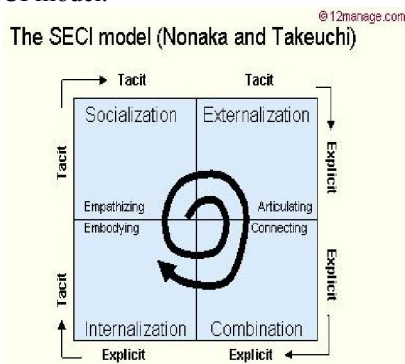 CI model.
© 12manage.com
The SECI model (Nonaka and Takeuchi)
Tacit Tacit
Socialization Externalization
Tacit Explicit
Empathizing Articulating
Embodying Connecting
Tacit Explicit
Internalization Combination
Explicit Explicit